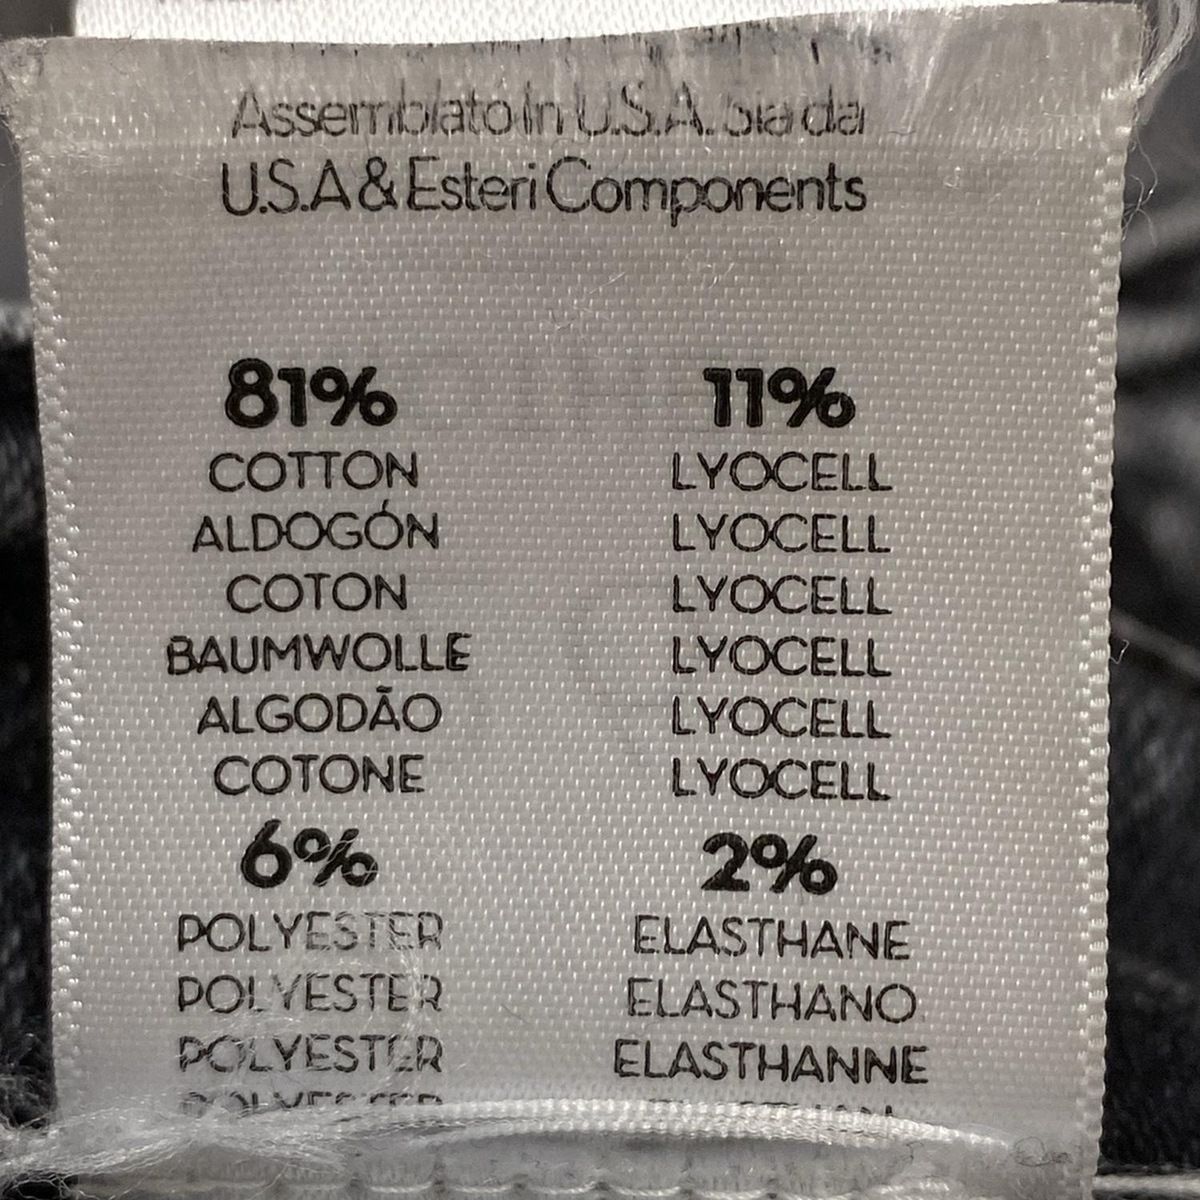 Assemblato In U.S.A. Sia da
U.S.A & Esteri Components
81%
COTTON
ALDOGÓN
COTON
BAUMWOLLE
ALGODÃO
COTONE
11%
LYOCELL
LYOCELL
LYOCELL
LYOCELL
LYOCELL
LYOCELL
6%
POLYESTER
POLYESTER
POLYESTER
POLYESTER
2%
ELASTHANE
ELASTHANO
ELASTHANNE